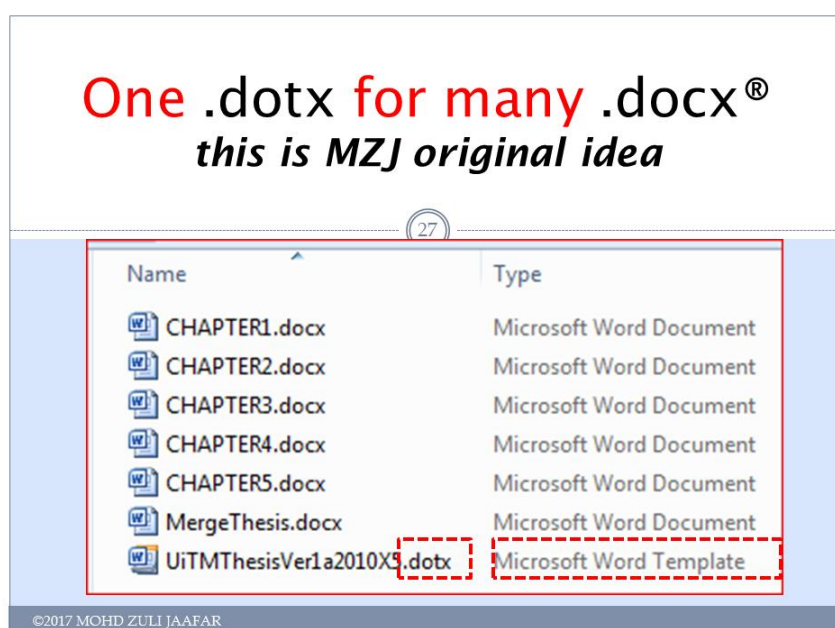 One .dotx for many .docx®
this is MZJ original idea
27
Name Type
CHAPTER1.docx Microsoft Word Document
CHAPTER2.docx Microsoft Word Document
CHAPTER3.docx Microsoft Word Document
CHAPTER4.docx Microsoft Word Document
CHAPTER5.docx Microsoft Word Document
MergeThesis.docx Microsoft Word Document
UiTMThesisVer1a2010X5.dotx Microsoft Word Template
©2017 MOHD ZULI JAAFAR